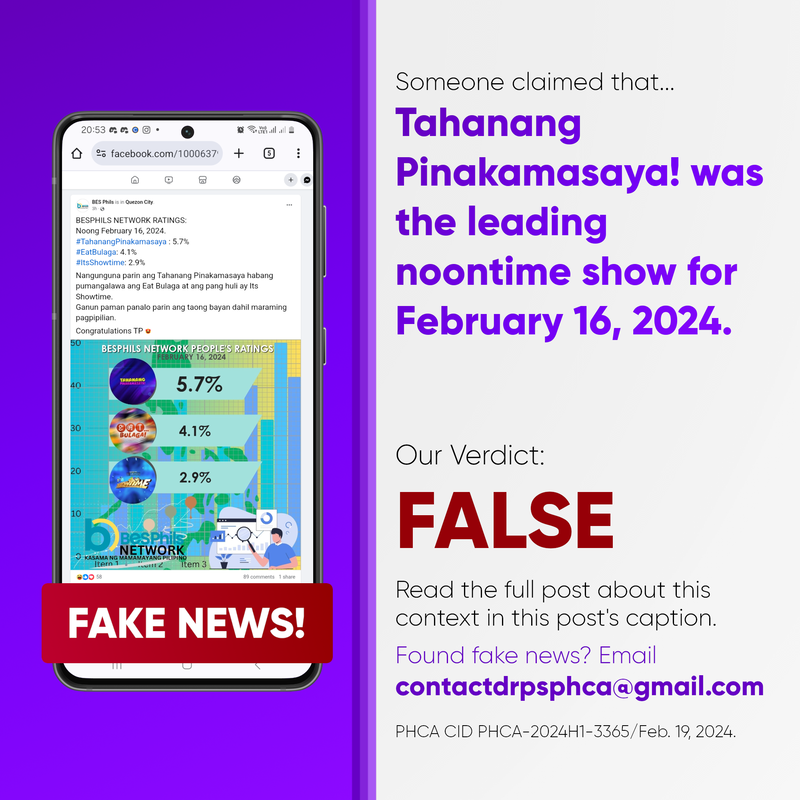 20:53
facebook.com/1000637
5
BES Phils is in Quezon City
BESPHILS NETWORK RATINGS:
Noong February 16, 2024.
#TahanangPinakamasaya : 5.7%
#EatBulaga: 4.1%
#ItsShowtime: 2.9%
Nangunguna parin ang Tahanang Pinakamasaya habang
pumangalawa ang Eat Bulaga at ang pang huli ay Its
Showtime.
Ganun paman panalo parin ang taong bayan dahil maraming
pagpipilian.
Congratulations TP
50
BESPHILS NETWORK PEOPLE'S RATINGS
FEBRUARY 16, 2024
40
TAHANANG
5.7%
30
EAT
BULAGA!
4.1%
20
2.9%
10
BesPhils
NETWORK
0
KASAMA NG MAMAMAYANG PILIPINO
Item 1
Item 2
Item 3
98
89 comments 1 share
FAKE NEWS!
Someone claimed that...
Tahanang
Pinakamasaya! was
the leading
noontime show for
February 16, 2024.
Our Verdict:
FALSE
Read the full post about this
context in this post's caption.
Found fake news? Email
contactdrpsphca@gmail.com
PHCA CID PHCA-2024H1-3365/Feb. 19, 2024.